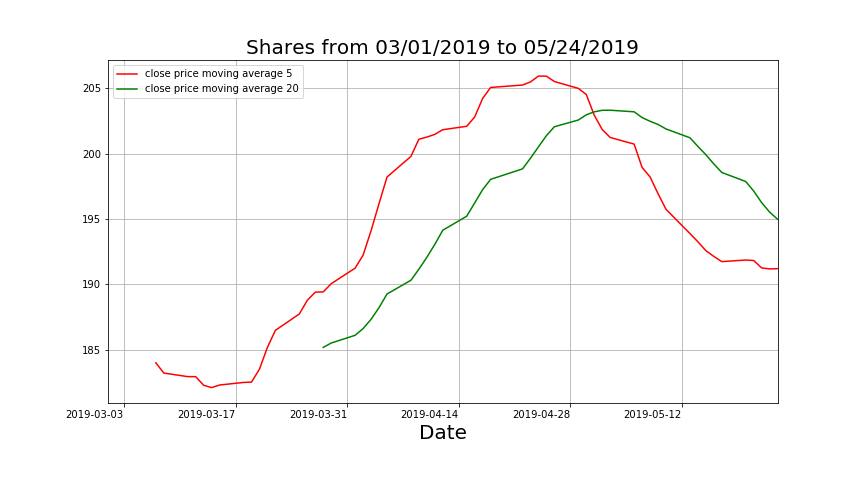 Shares from 03/01/2019 to 05/24/2019
close price moving average 5
close price moving average 20
205
200
195
190
185
2019-03-03 2019-03-17 2019-03-31 2019-04-14 2019-04-28 2019-05-12
Date